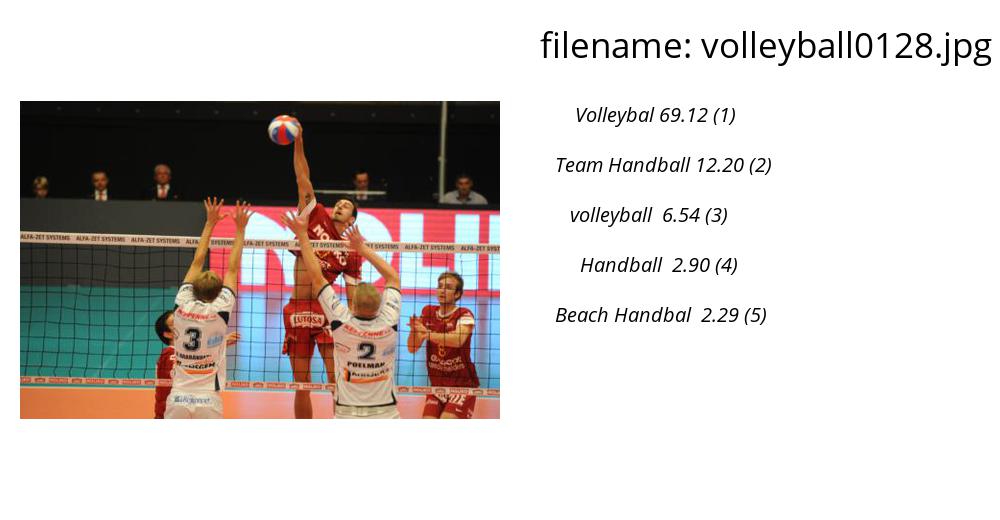 filename: volleyball0128.jpg
Volleybal 69.12 (1)
Team Handball 12.20 (2)
volleyball 6.54 (3)
Handball 2.90 (4)
Beach Handbal 2.29 (5)
ALFA-ZET SYSTEMS ALFA-ZET SYSTEMS ALFA-ZET SYSTEMS
ALFA-ZET SYSTEMS
LUTOSA
3
2
POELMAN